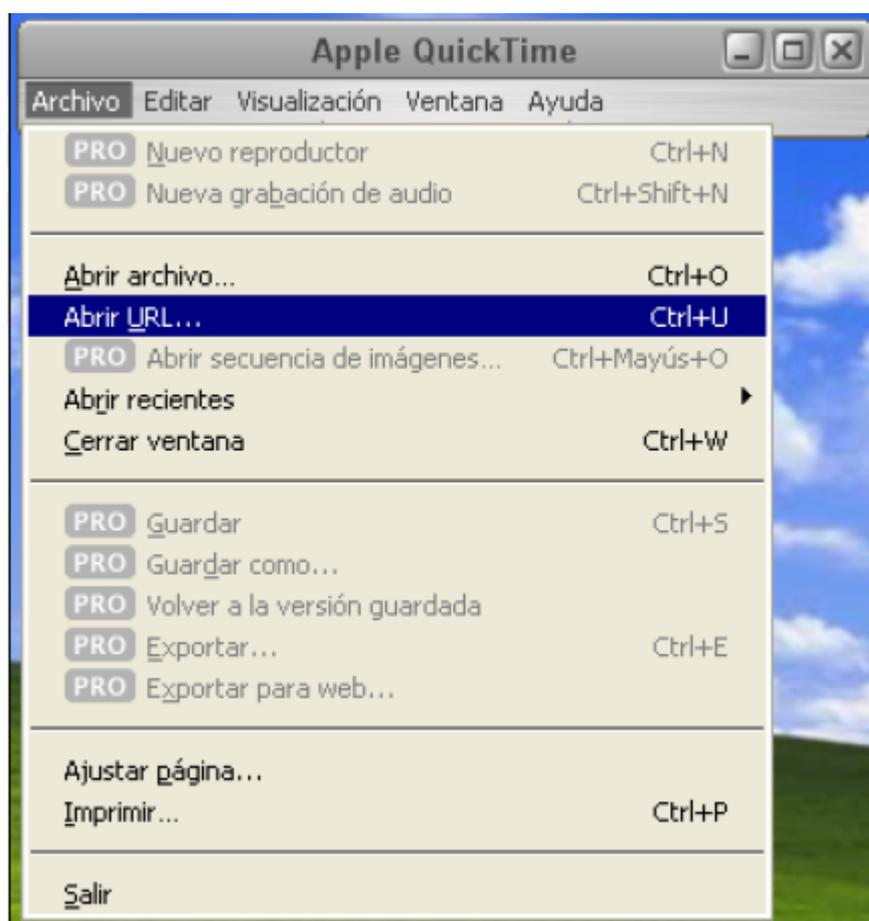 Apple QuickTime
Archivo Editar Visualización Ventana Ayuda
PRO Nuevo reproductor Ctrl+N
PRO Nueva grabación de audio Ctrl+Shift+N
Abrir archivo... Ctrl+O
Abrir URL... Ctrl+U
PRO Abrir secuencia de imágenes... Ctrl+Mayús+O
Abrir recientes
Cerrar ventana Ctrl+W
PRO Guardar Ctrl+S
PRO Guardar como...
PRO Volver a la versión guardada
PRO Exportar... Ctrl+E
PRO Exportar para web...
Ajustar página...
Imprimir... Ctrl+P
Salir